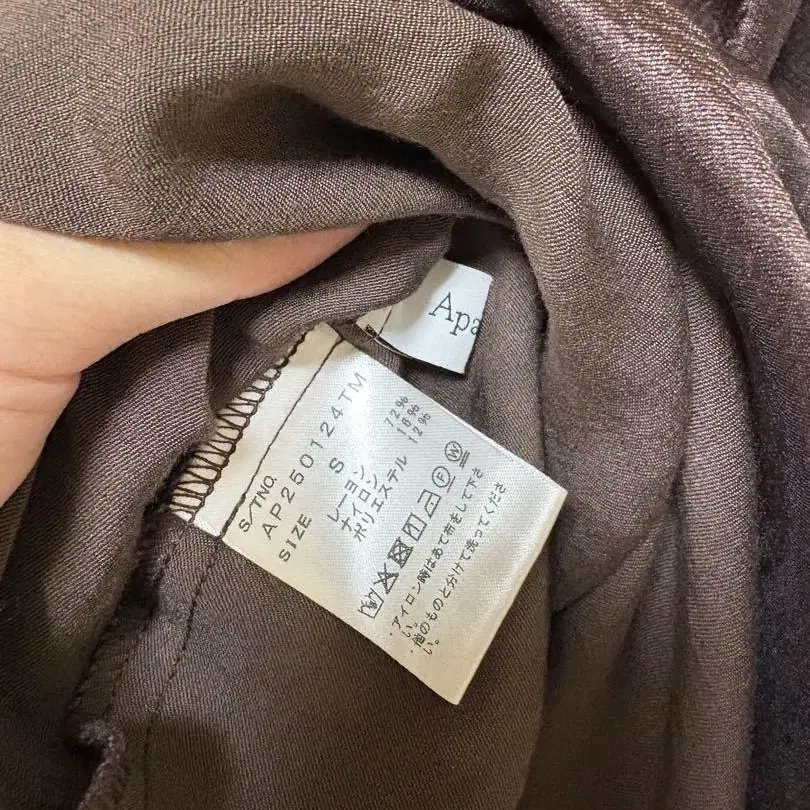 Apa
S/TNO.
AP250124TM
SIZE S
レーヨン 72%
ナイロン 16%
ポリエステル 12%
・アイロン時はあて布をして下さ
い。
・他のものと分けて洗ってくださ
い。